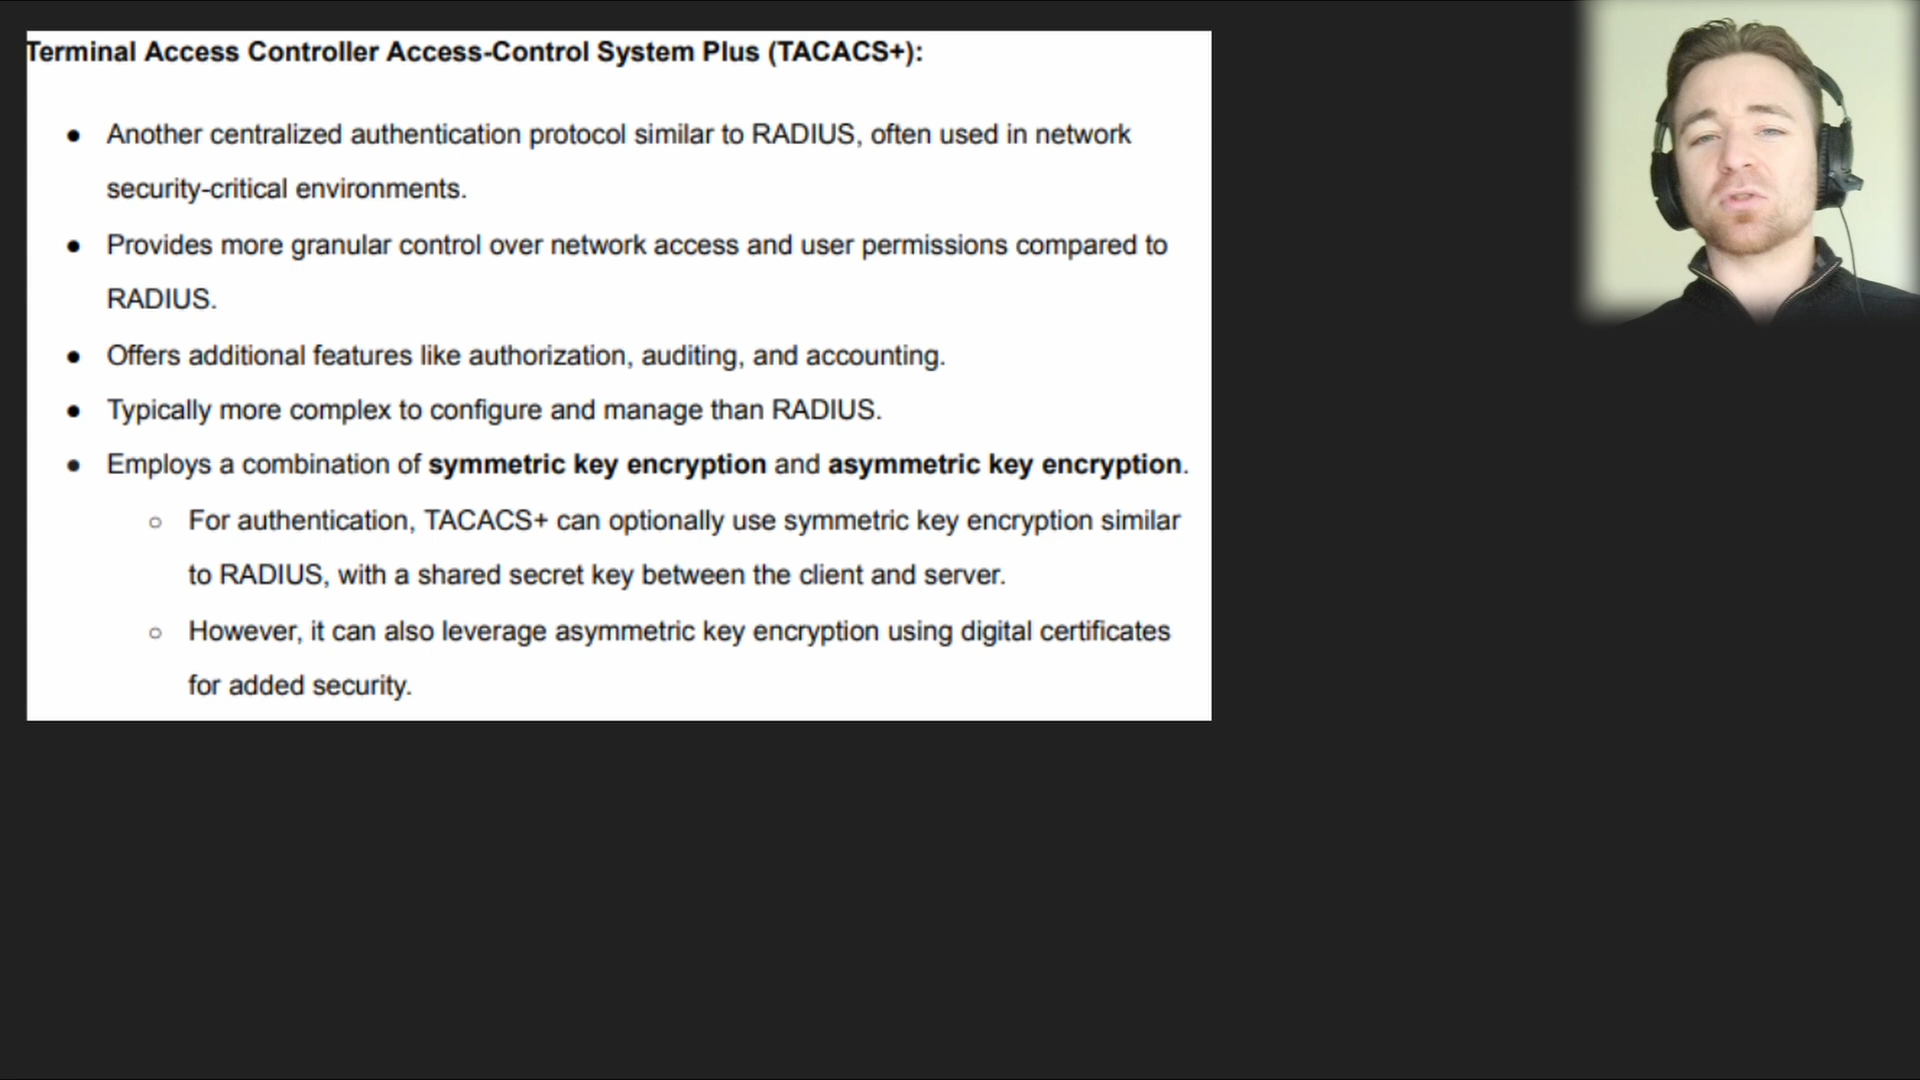 Terminal Access Controller Access-Control System Plus (TACACS+):
● Another centralized authentication protocol similar to RADIUS, often used in network
security-critical environments.
● Provides more granular control over network access and user permissions compared to
RADIUS.
● Offers additional features like authorization, auditing, and accounting.
● Typically more complex to configure and manage than RADIUS.
● Employs a combination of symmetric key encryption and asymmetric key encryption.
○ For authentication, TACACS+ can optionally use symmetric key encryption similar
to RADIUS, with a shared secret key between the client and server.
○ However, it can also leverage asymmetric key encryption using digital certificates
for added security.